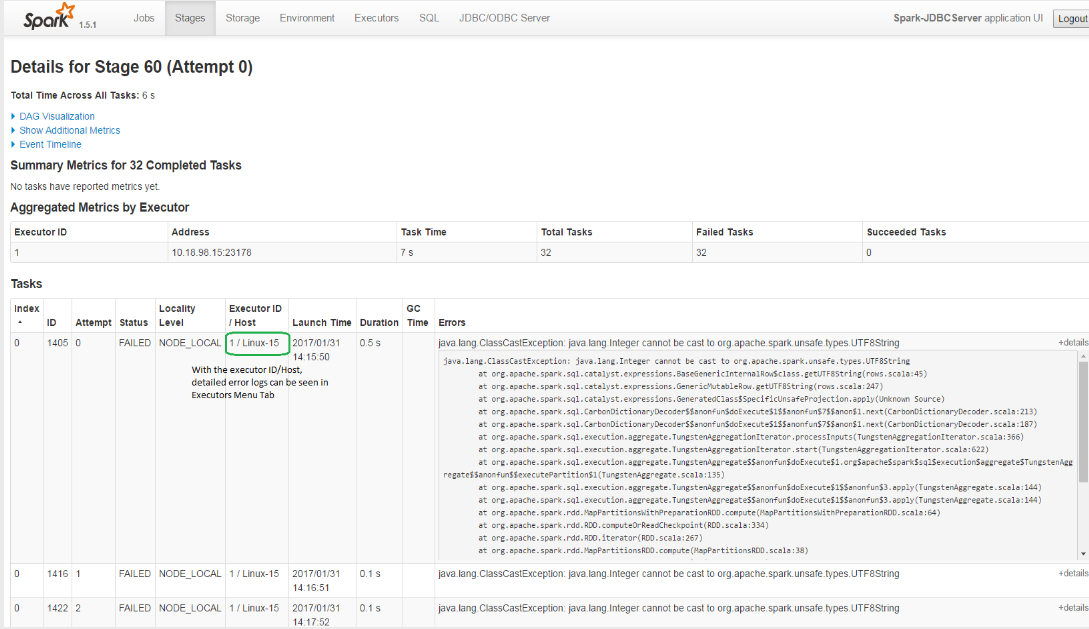 Spark 1.5.1 Jobs Stages Storage Environment Executors SQL JDBC/ODBC Server Spark-JDBCServer application UI Logout
Details for Stage 60 (Attempt 0)
Total Time Across All Tasks: 6 s
DAG Visualization
Show Additional Metrics
Event Timeline
Summary Metrics for 32 Completed Tasks
No tasks have reported metrics yet.
Aggregated Metrics by Executor
Executor ID Address Task Time Total Tasks Failed Tasks Succeeded Tasks
1 10.18.98.15:23178 7 s 32 32 0
Tasks
Index ID Attempt Status Locality Level Executor ID / Host Launch Time Duration GC Time Errors
0 1405 0 FAILED NODE_LOCAL 1 / Linux-15 2017/01/31 14:15:50 0.5 s java.lang.ClassCastException: java.lang.Integer cannot be cast to org.apache.spark.unsafe.types.UTF8String +details
With the executor ID/Host,
detailed error logs can be seen in
Executors Menu Tab
java.lang.ClassCastException: java.lang.Integer cannot be cast to org.apache.spark.unsafe.types.UTF8String
at org.apache.spark.sql.catalyst.expressions.BaseGenericInternalRow$class.getUTF8String(rows.scala:45)
at org.apache.spark.sql.catalyst.expressions.GenericMutableRow.getUTF8String(rows.scala:247)
at org.apache.spark.sql.catalyst.expressions.GeneratedClass$SpecificUnsafeProjection.apply(Unknown Source)
at org.apache.spark.sql.CarbonDictionaryDecoder$$anonfun$doExecute$1$$anonfun$7$$anon$1.next(CarbonDictionaryDecoder.scala:213)
at org.apache.spark.sql.CarbonDictionaryDecoder$$anonfun$doExecute$1$$anonfun$7$$anon$1.next(CarbonDictionaryDecoder.scala:187)
at org.apache.spark.sql.execution.aggregate.TungstenAggregationIterator.processInputs(TungstenAggregationIterator.scala:366)
at org.apache.spark.sql.execution.aggregate.TungstenAggregationIterator.start(TungstenAggregationIterator.scala:622)
at org.apache.spark.sql.execution.aggregate.TungstenAggregate$$anonfun$doExecute$1.org$apache$spark$sql$execution$aggregate$TungstenAgg
regate$$anonfun$$executePartition$1(TungstenAggregate.scala:135)
at org.apache.spark.sql.execution.aggregate.TungstenAggregate$$anonfun$doExecute$1$$anonfun$3.apply(TungstenAggregate.scala:144)
at org.apache.spark.sql.execution.aggregate.TungstenAggregate$$anonfun$doExecute$1$$anonfun$3.apply(TungstenAggregate.scala:144)
at org.apache.spark.rdd.MapPartitionsWithPreparationRDD.compute(MapPartitionsWithPreparationRDD.scala:64)
at org.apache.spark.rdd.RDD.computeOrReadCheckpoint(RDD.scala:334)
at org.apache.spark.rdd.RDD.iterator(RDD.scala:267)
at org.apache.spark.rdd.MapPartitionsRDD.compute(MapPartitionsRDD.scala:38)
0 1416 1 FAILED NODE_LOCAL 1 / Linux-15 2017/01/31 14:16:51 0.1 s java.lang.ClassCastException: java.lang.Integer cannot be cast to org.apache.spark.unsafe.types.UTF8String +details
0 1422 2 FAILED NODE_LOCAL 1 / Linux-15 2017/01/31 14:17:52 0.1 s java.lang.ClassCastException: java.lang.Integer cannot be cast to org.apache.spark.unsafe.types.UTF8String +details